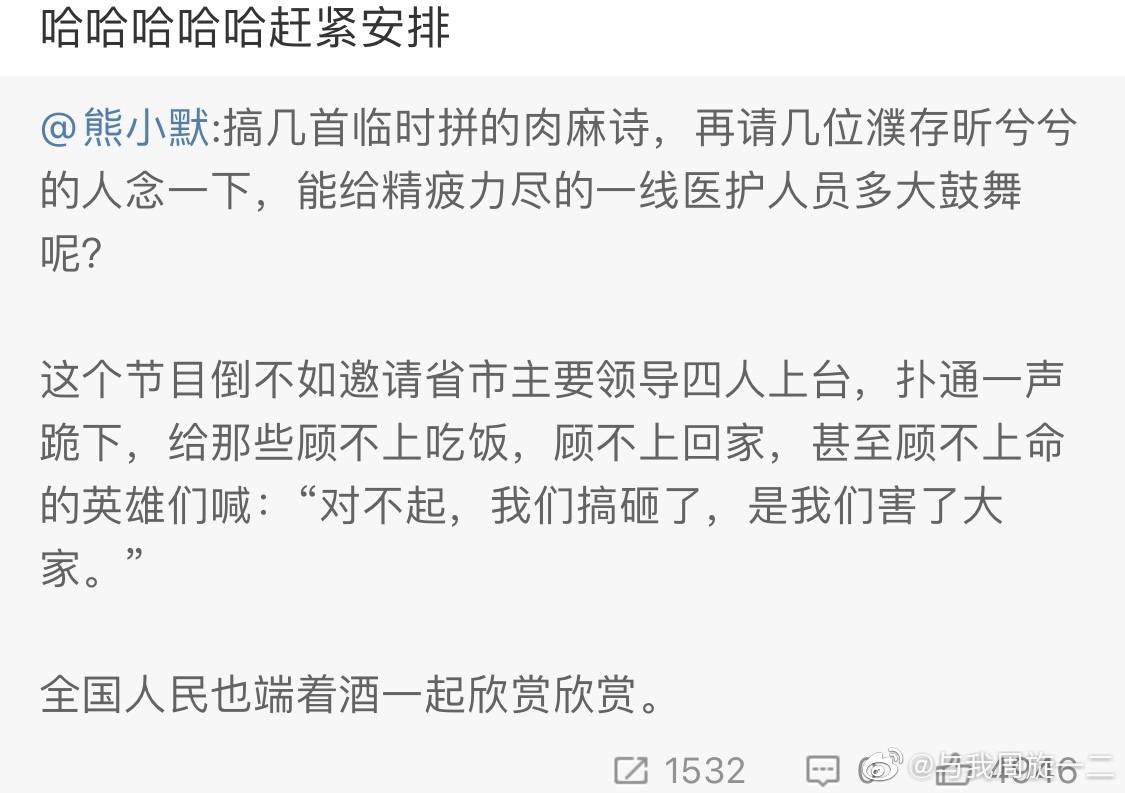 哈哈哈哈哈赶紧安排
@熊小默:搞几首临时拼的肉麻诗，再请几位濮存昕兮兮
的人念一下，能给精疲力尽的一线医护人员多大鼓舞
呢？
这个节目倒不如邀请省市主要领导四人上台，扑通一声
跪下，给那些顾不上吃饭，顾不上回家，甚至顾不上命
的英雄们喊：“对不起，我们搞砸了，是我们害了大
家。”
全国人民也端着酒一起欣赏欣赏。
1532
@与我周旋一二